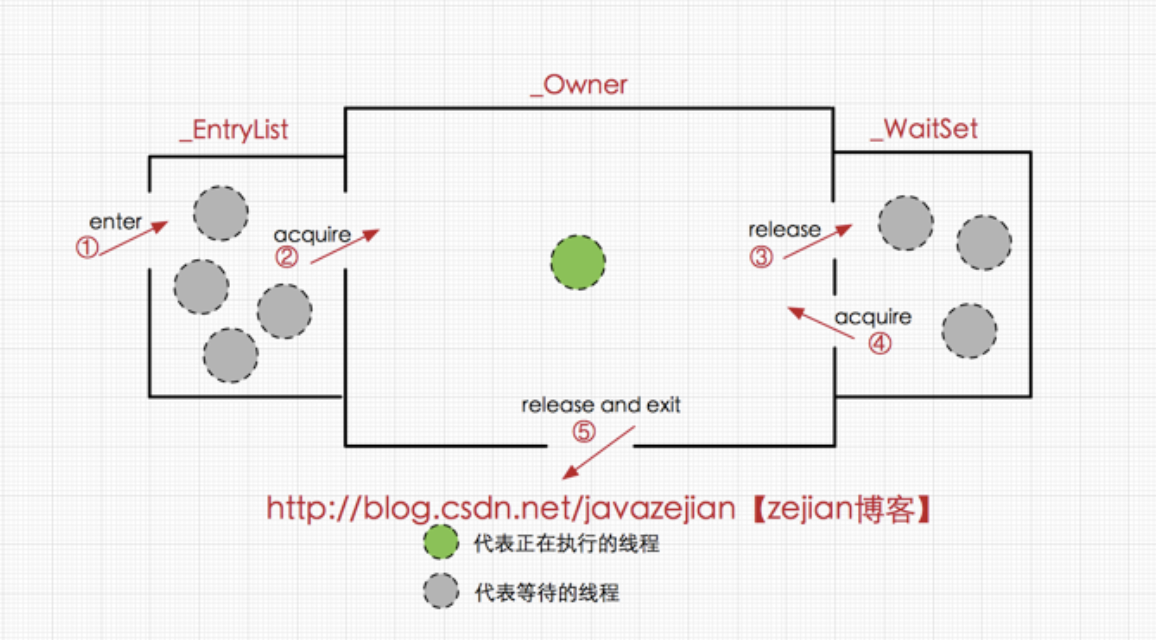 _Owner
_EntryList
_WaitSet
enter
①
acquire
②
release
③
acquire
④
release and exit
⑤
http://blog.csdn.net/javazejian【zejian博客】
代表正在执行的线程
代表等待的线程